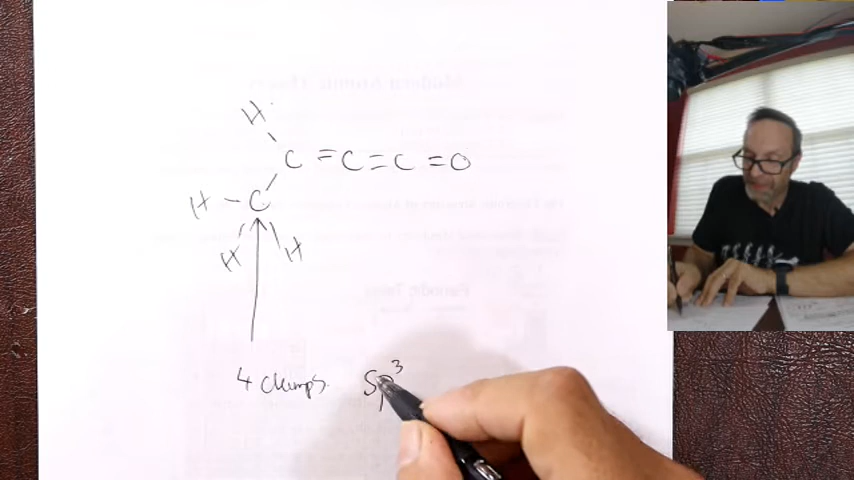 H
C = C = C = O
H - C
H H
4 clumps sp³